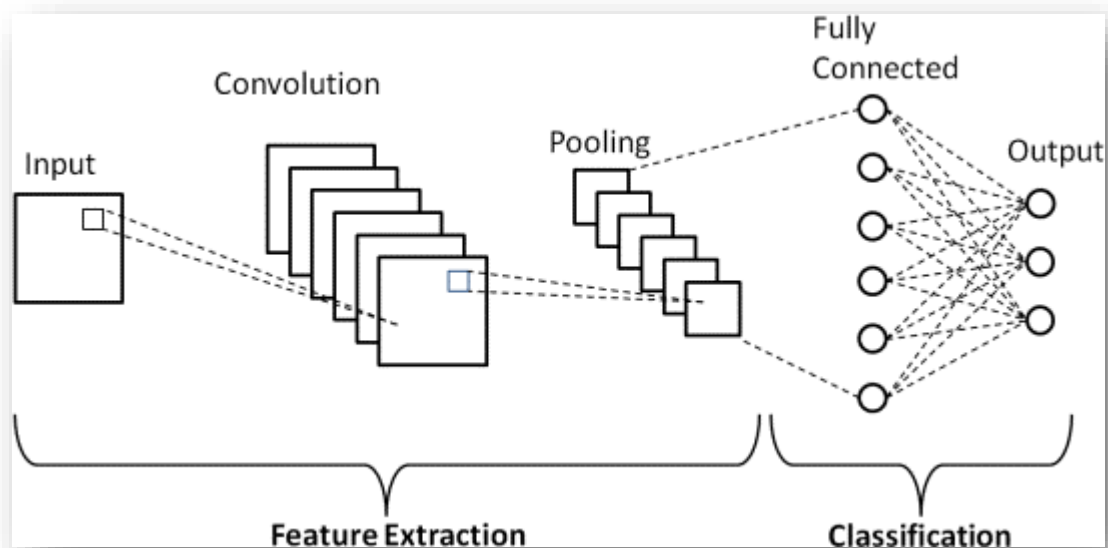 Fully
Connected
Convolution
Pooling
Input
Output
Feature Extraction
Classification